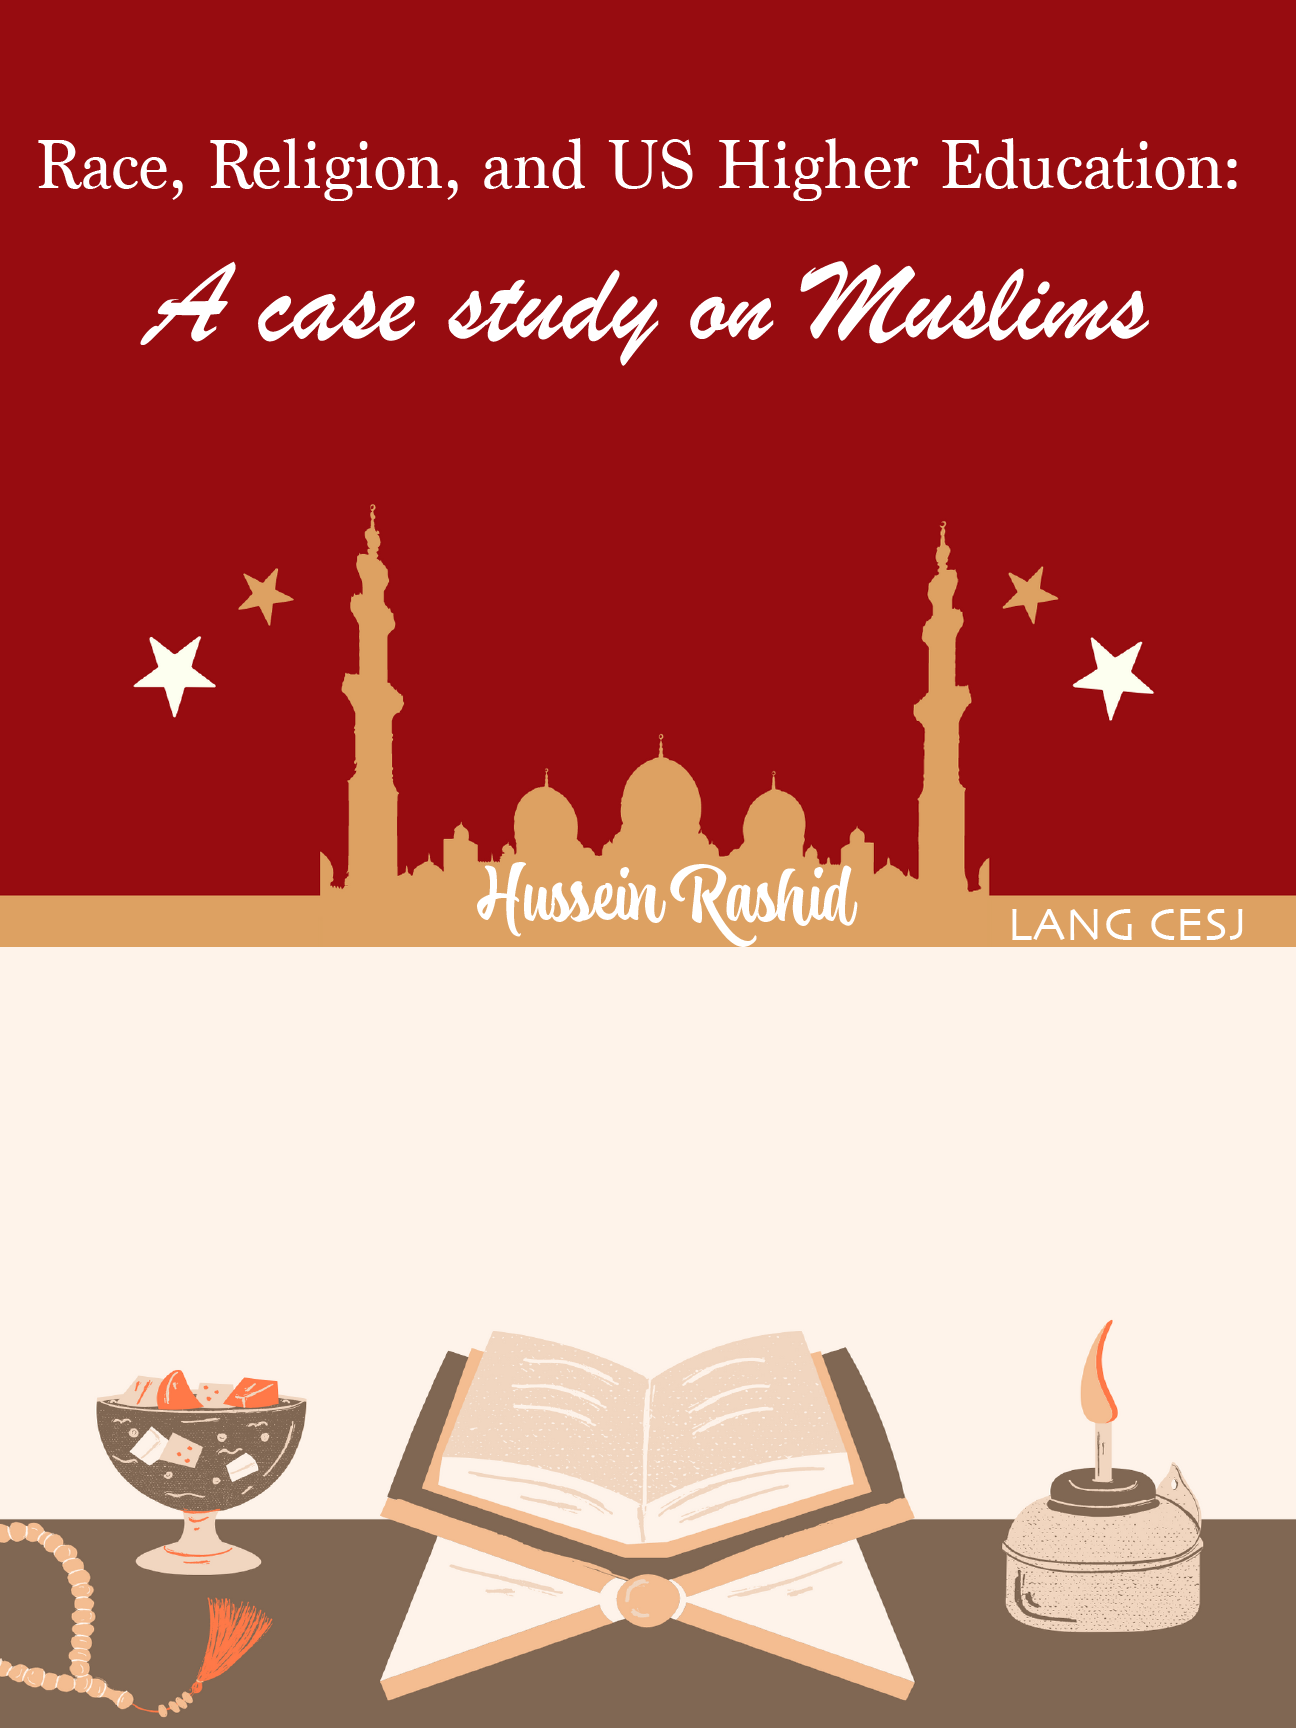 Race, Religion, and US Higher Education:
A case study on Muslims
Hussein Rashid
LANG CESJ